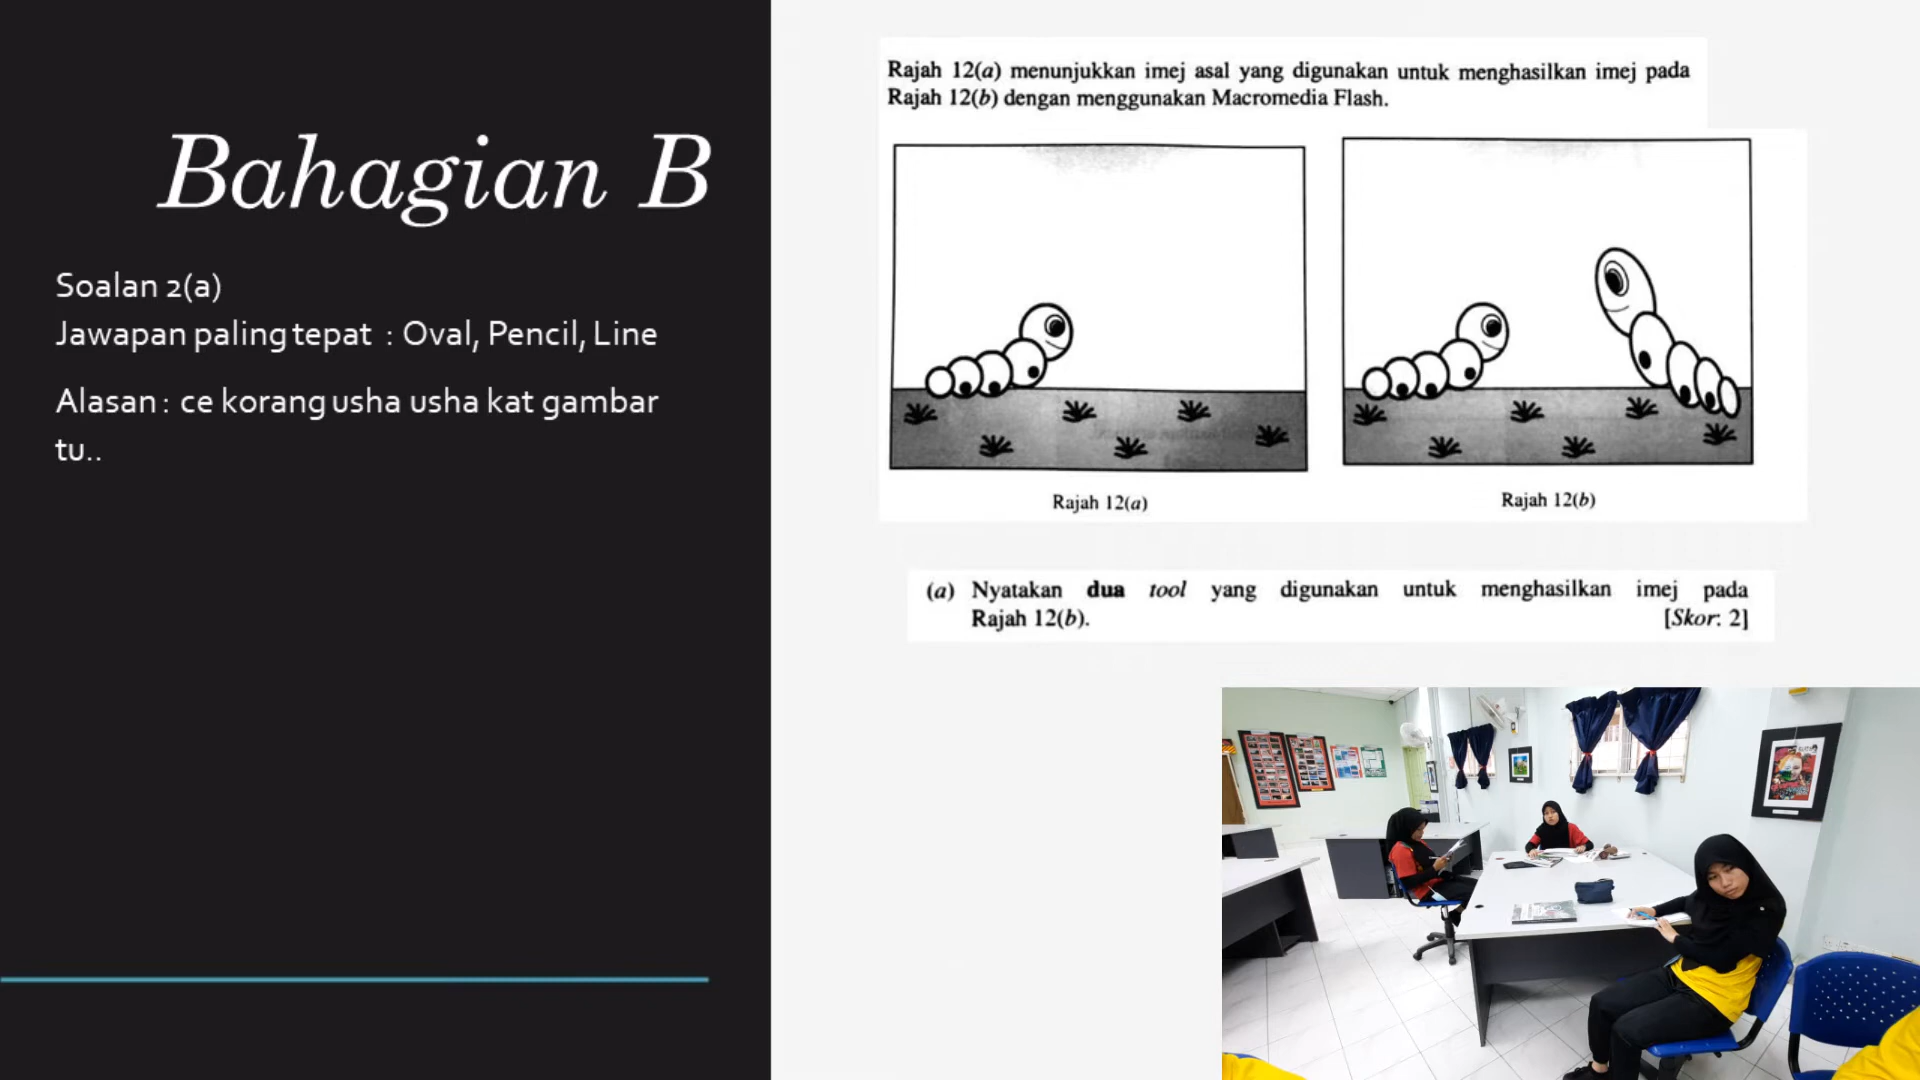 Bahagian B
Soalan 2(a)
Jawapan paling tepat : Oval, Pencil, Line
Alasan : ce korang usha usha kat gambar
tu..
Rajah 12(a) menunjukkan imej asal yang digunakan untuk menghasilkan imej pada
Rajah 12(b) dengan menggunakan Macromedia Flash.
Rajah 12(a)
Rajah 12(b)
(a) Nyatakan dua tool yang digunakan untuk menghasilkan imej pada
Rajah 12(b). [Skor: 2]